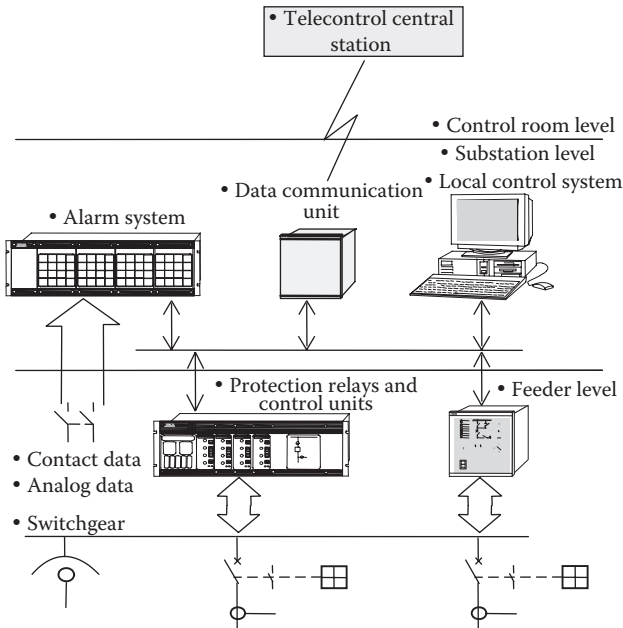 • Telecontrol central
station
• Control room level
• Substation level
• Local control system
• Data communication
unit
• Alarm system
• Protection relays and
control units
• Feeder level
• Contact data
• Analog data
• Switchgear